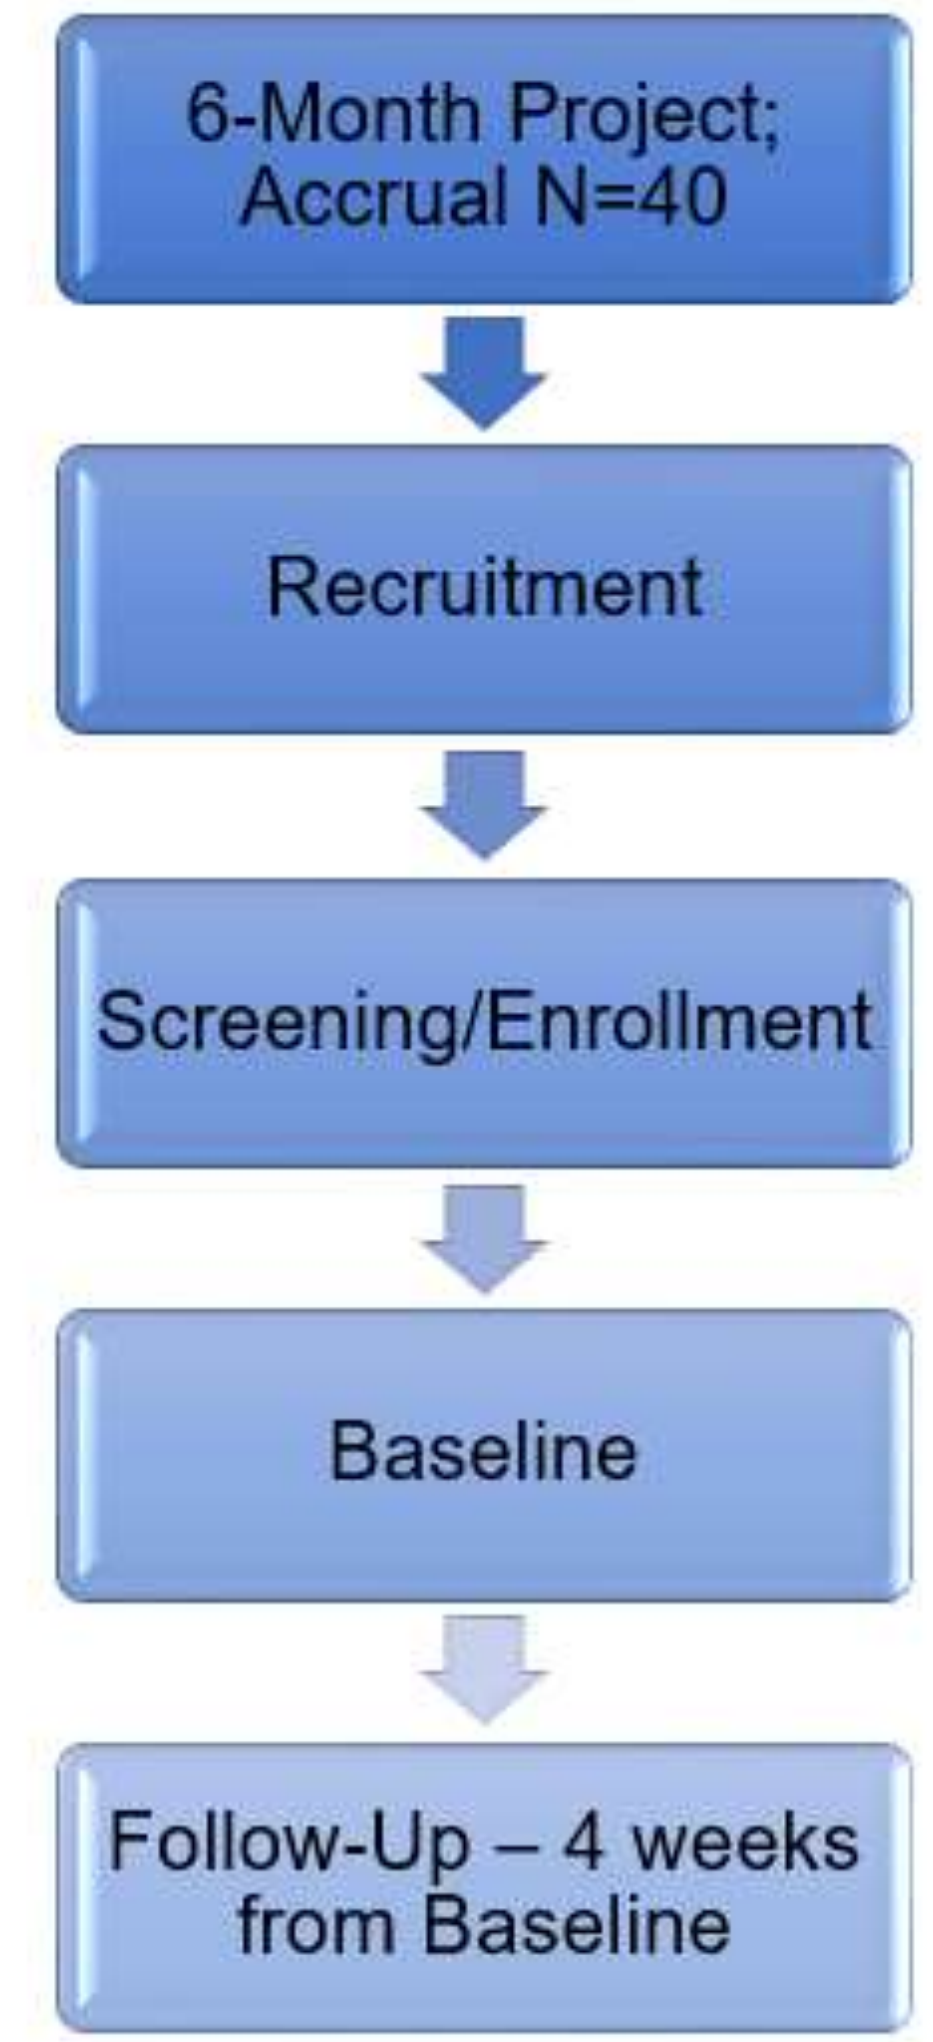 6-Month Project;
Accrual N=40
Recruitment
Screening/Enrollment
Baseline
Follow-Up – 4 weeks
from Baseline